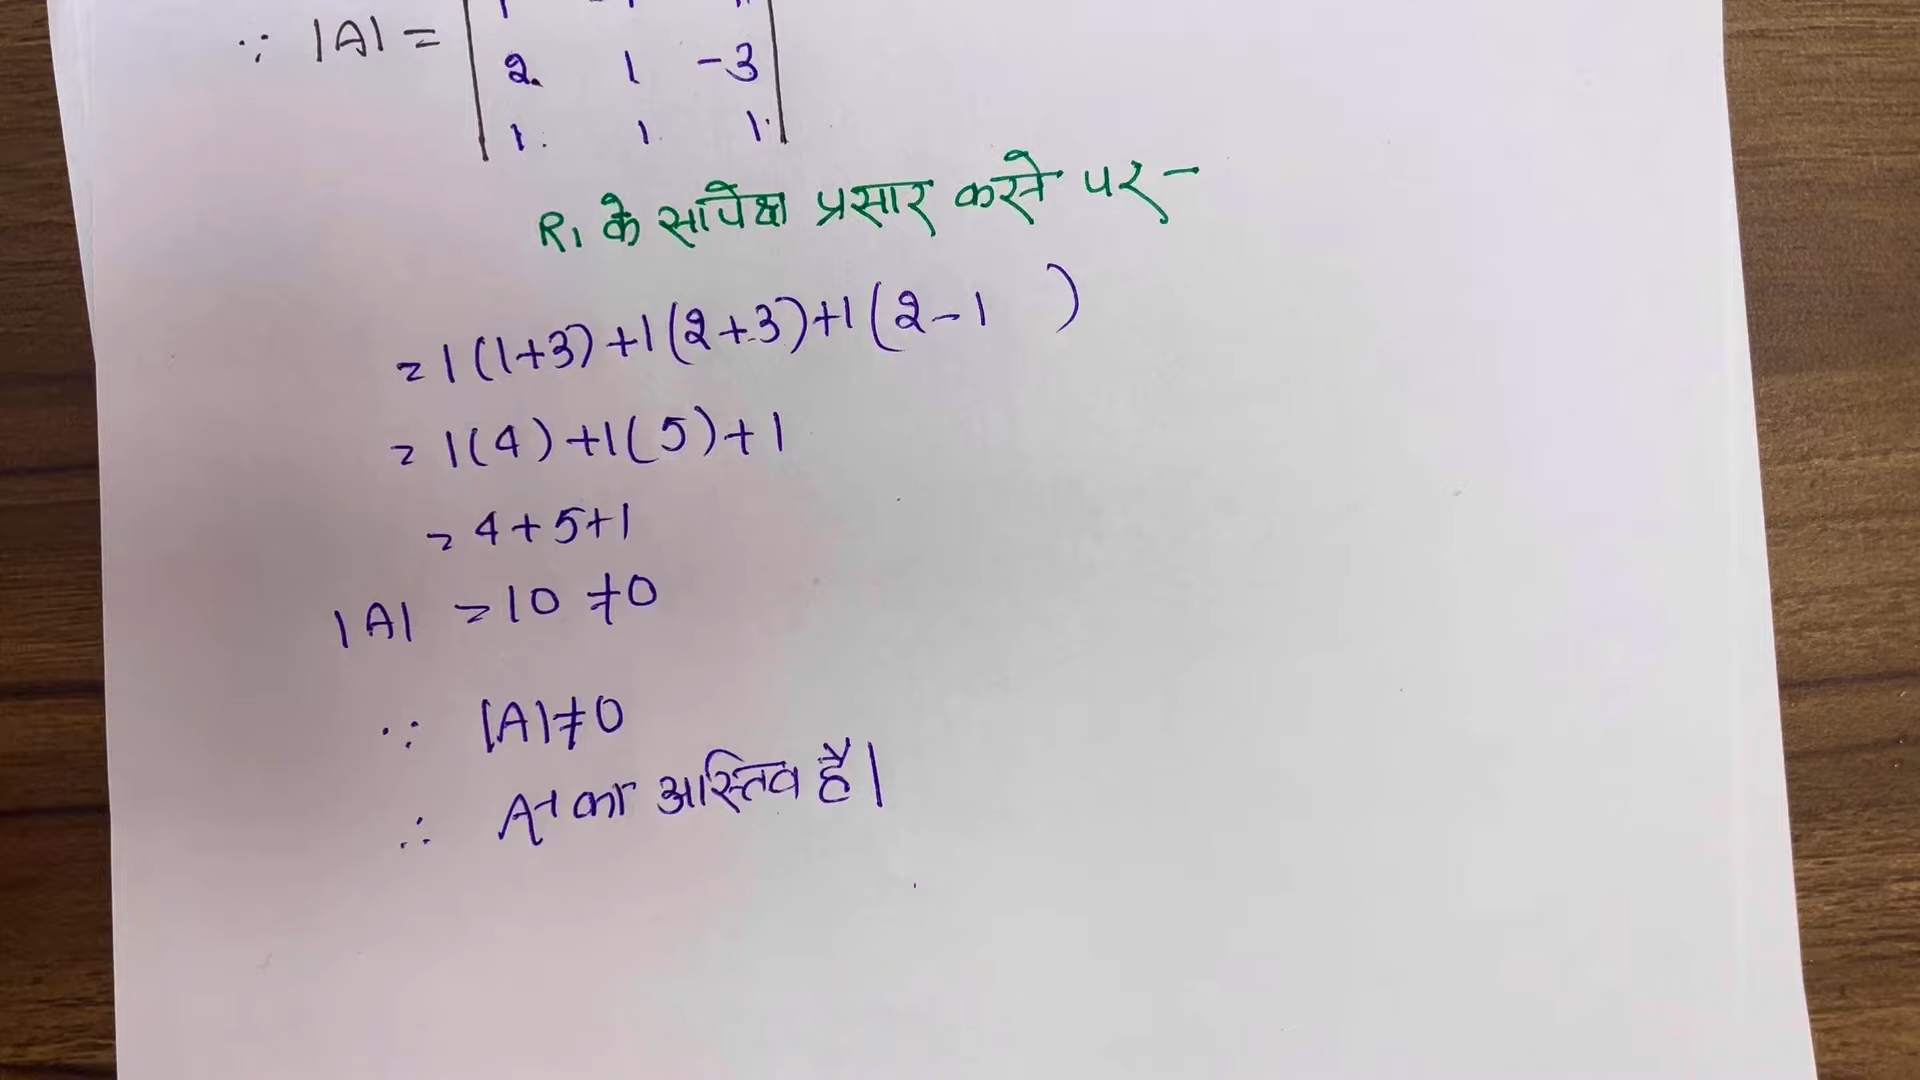 ∵ |A| =
2 1 -3
1 1 1
R1 के सापेक्ष प्रसार करने पर -
= 1(1+3)+1(2+3)+1(2-1 )
= 1(4)+1(5)+1
= 4+5+1
|A| = 10 ≠0
∵ |A|≠0
∴ A-1 का अस्तिव है।